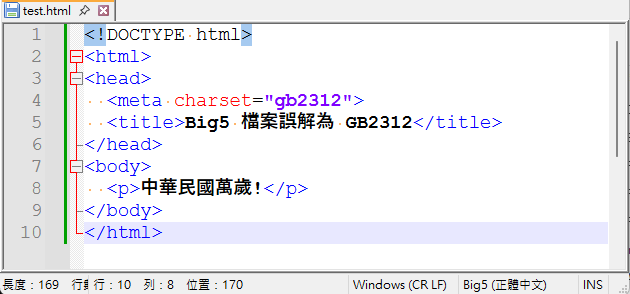 test.html
1 <!DOCTYPE html>
2 <html>
3 <head>
4 <meta charset="gb2312">
5 <title>Big5 檔案誤解為 GB2312</title>
6 </head>
7 <body>
8 <p>中華民國萬歲!</p>
9 </body>
10 </html>
長度:169 行數 行:10 列:8 位置:170 Windows (CR LF) Big5 (正體中文) INS